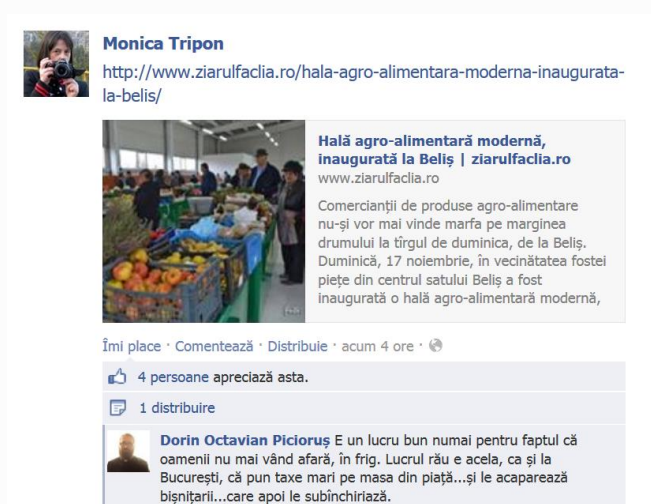 Monica Tripon
http://www.ziarulfaclia.ro/hala-agro-alimentara-moderna-inaugurata-
la-belis/
Hală agro-alimentară modernă,
inaugurată la Beliş | ziarulfaclia.ro
www.ziarulfaclia.ro
Comercianţii de produse agro-alimentare
nu-şi vor mai vinde marfa pe marginea
drumului la tîrgul de duminica, de la Beliş.
Duminică, 17 noiembrie, în vecinătatea fostei
pieţe din centrul satului Beliş a fost
inaugurată o hală agro-alimentară modernă,
Îmi place · Comentează · Distribuie · acum 4 ore ·
4 persoane apreciază asta.
1 distribuire
Dorin Octavian Picioruş E un lucru bun numai pentru faptul că
oamenii nu mai vând afară, în frig. Lucrul rău e acela, ca şi la
Bucureşti, că pun taxe mari pe masa din piaţă...şi le acaparează
bişniţarii...care apoi le subînchiriază.